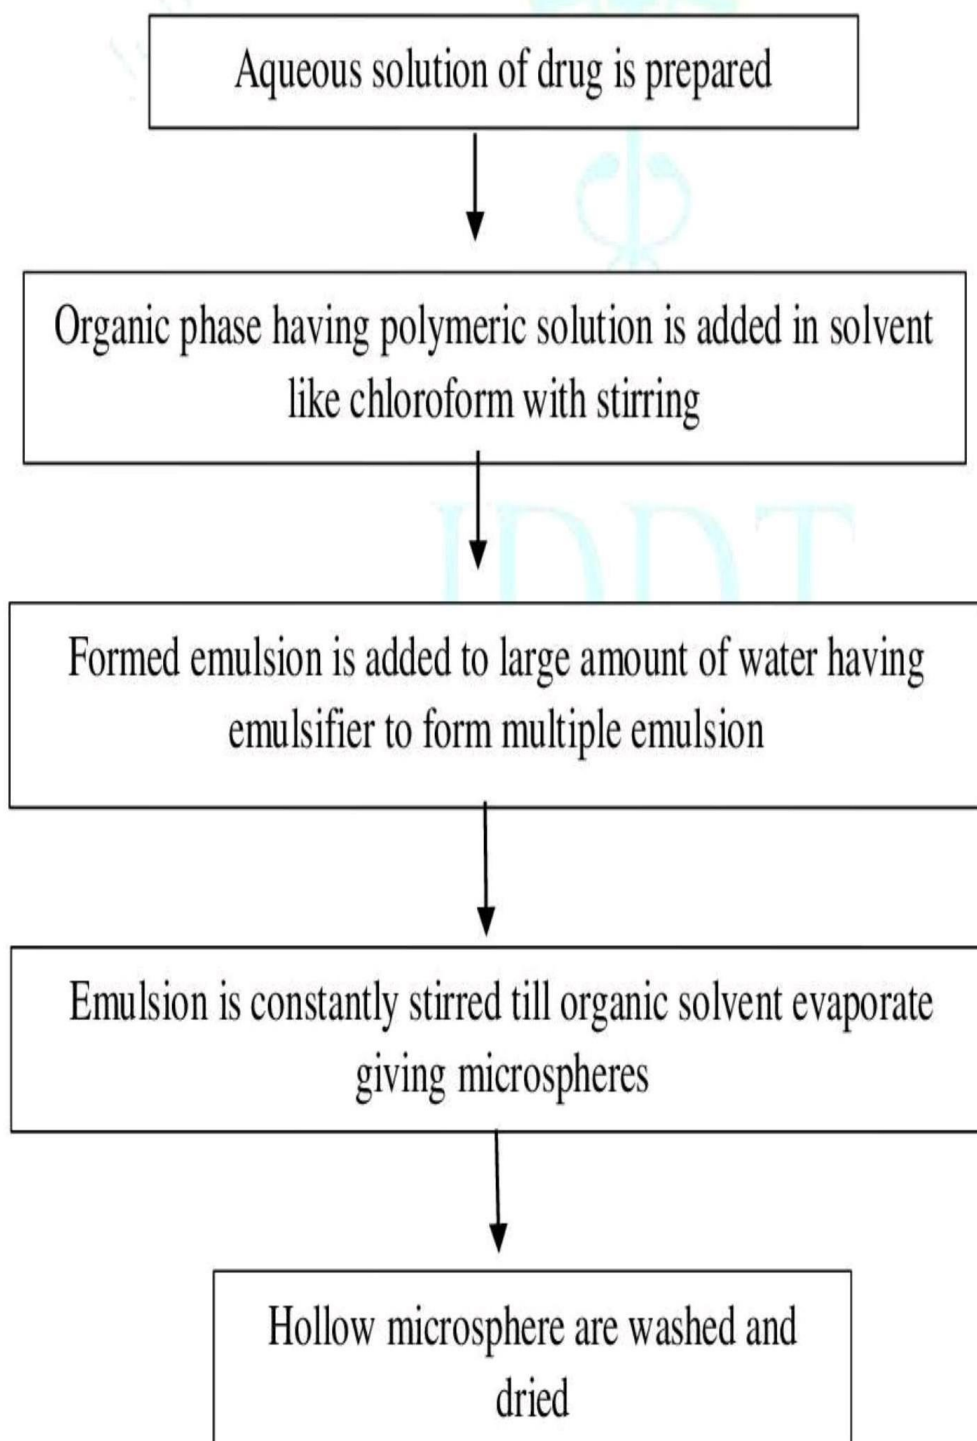 Aqueous solution of drug is prepared
Organic phase having polymeric solution is added in solvent
like chloroform with stirring
JDDT
Formed emulsion is added to large amount of water having
emulsifier to form multiple emulsion
Emulsion is constantly stirred till organic solvent evaporate
giving microspheres
Hollow microsphere are washed and
dried